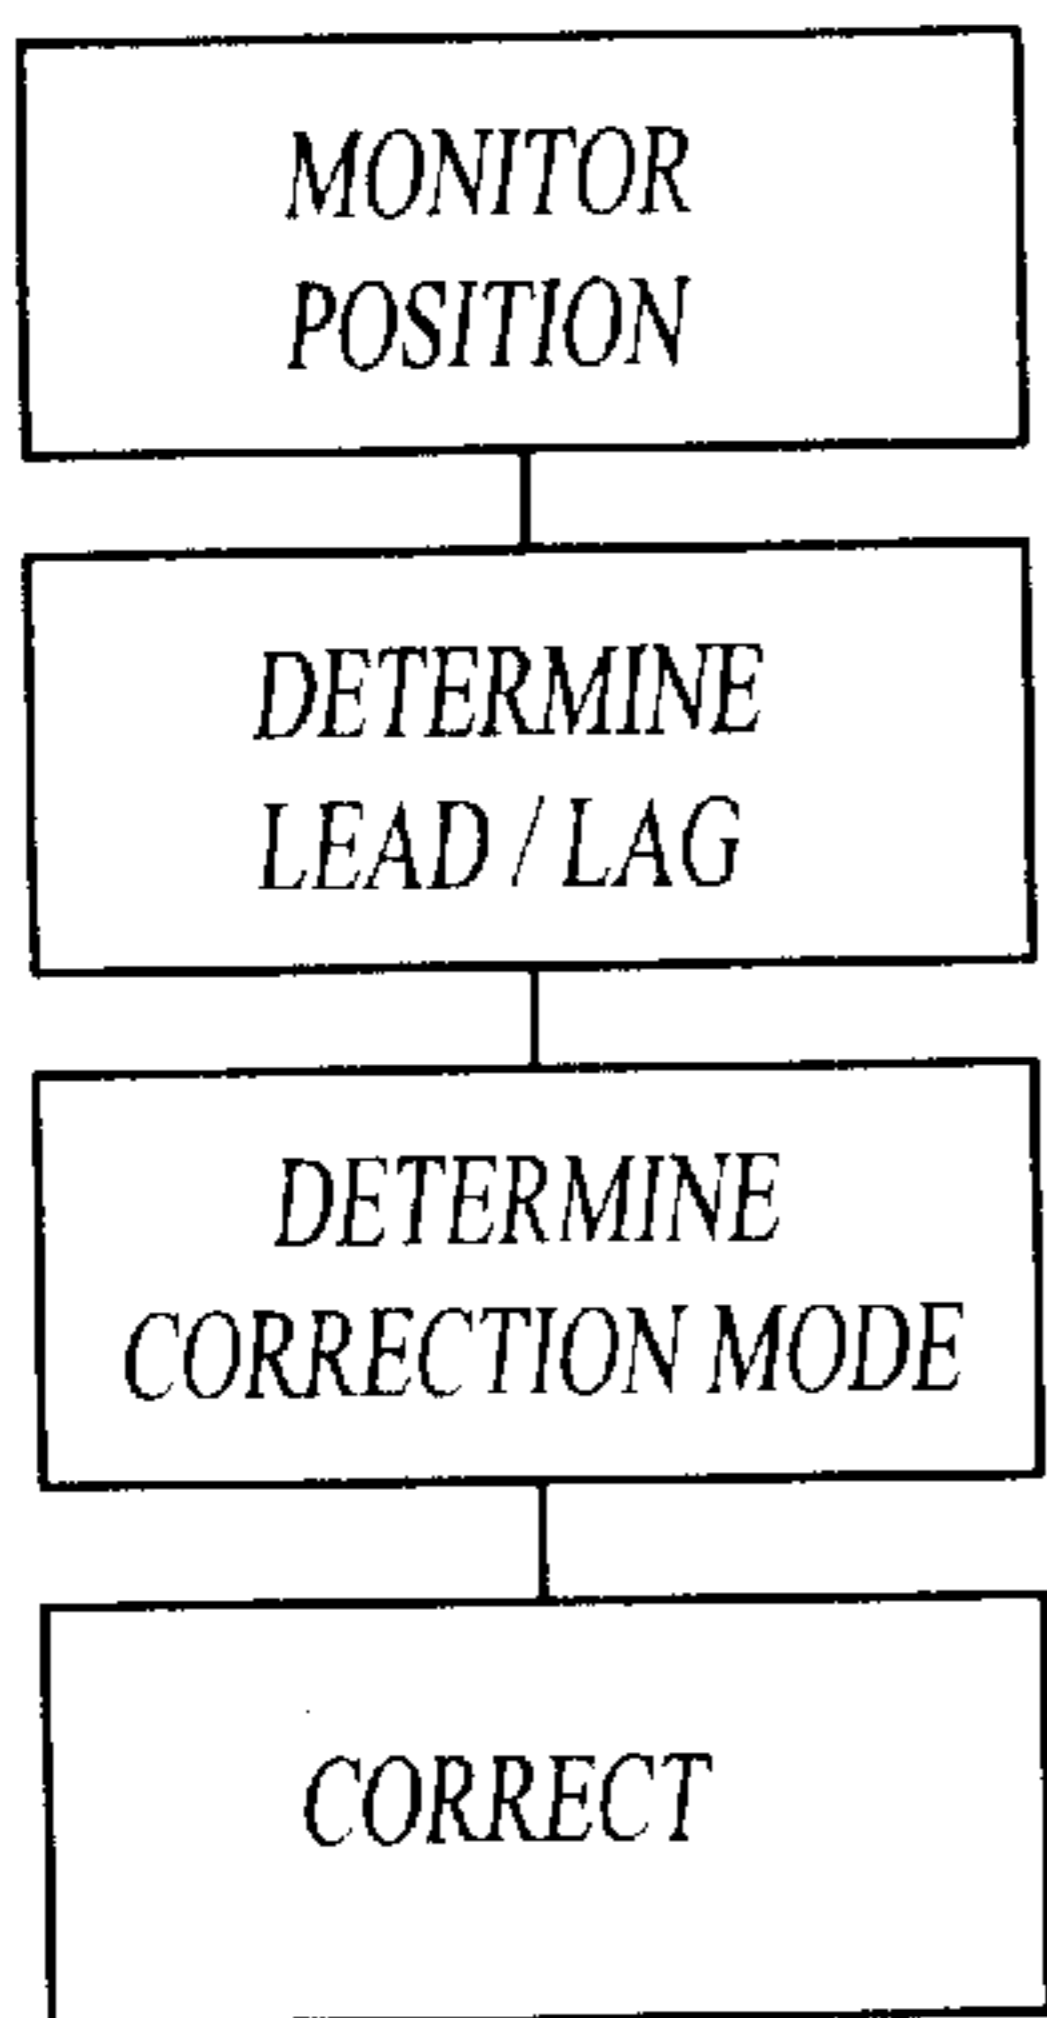 MONITOR
POSITION
DETERMINE
LEAD / LAG
DETERMINE
CORRECTION MODE
CORRECT